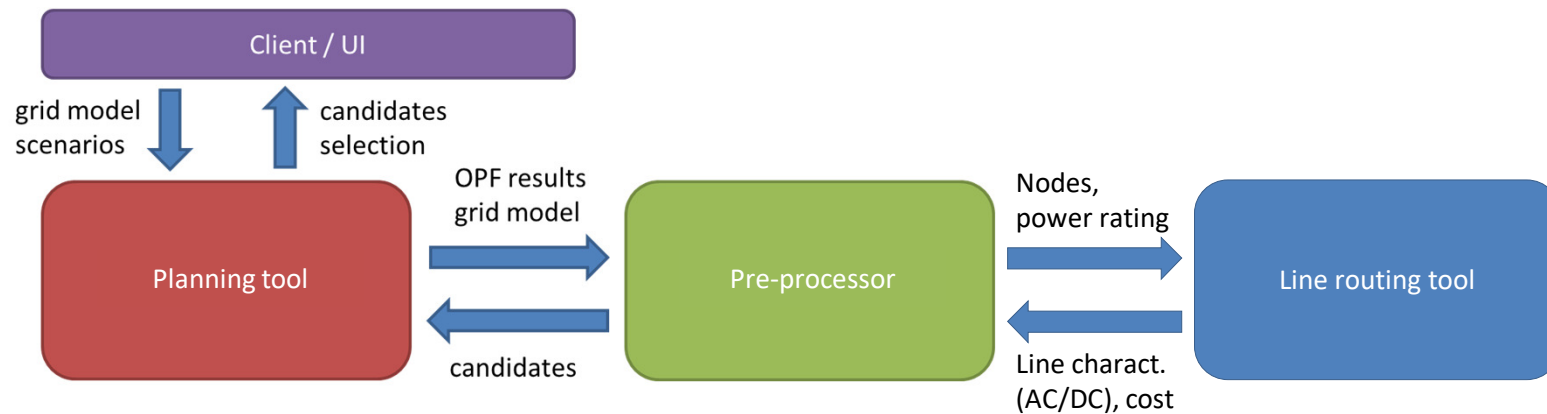 Client / UI
grid model
scenarios
candidates
selection
OPF results
grid model
Nodes,
power rating
Planning tool
Pre-processor
Line routing tool
candidates
Line charact.
(AC/DC), cost